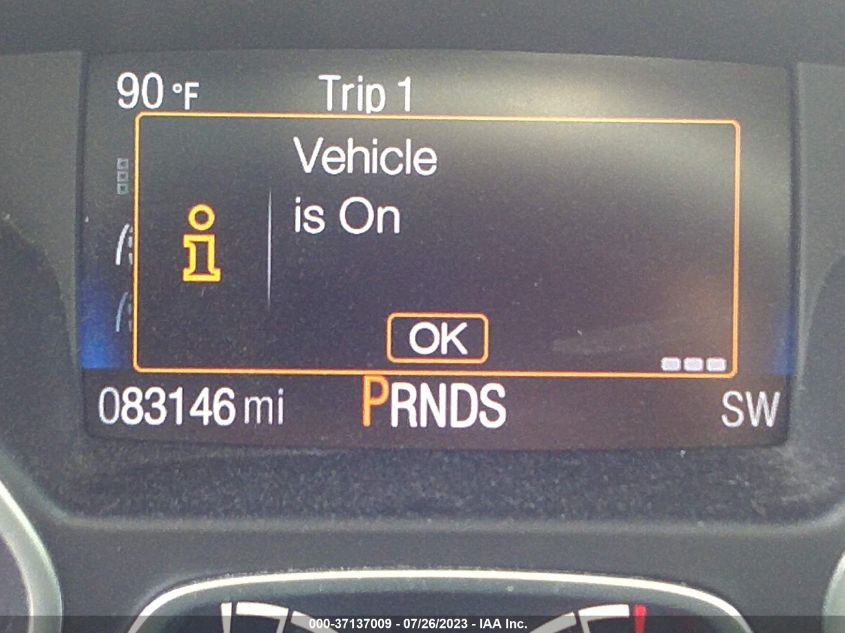 90 °F Trip 1
Vehicle
is On
OK
083146 mi PRNDS SW
000-37137009 - 07/26/2023 - IAA Inc.